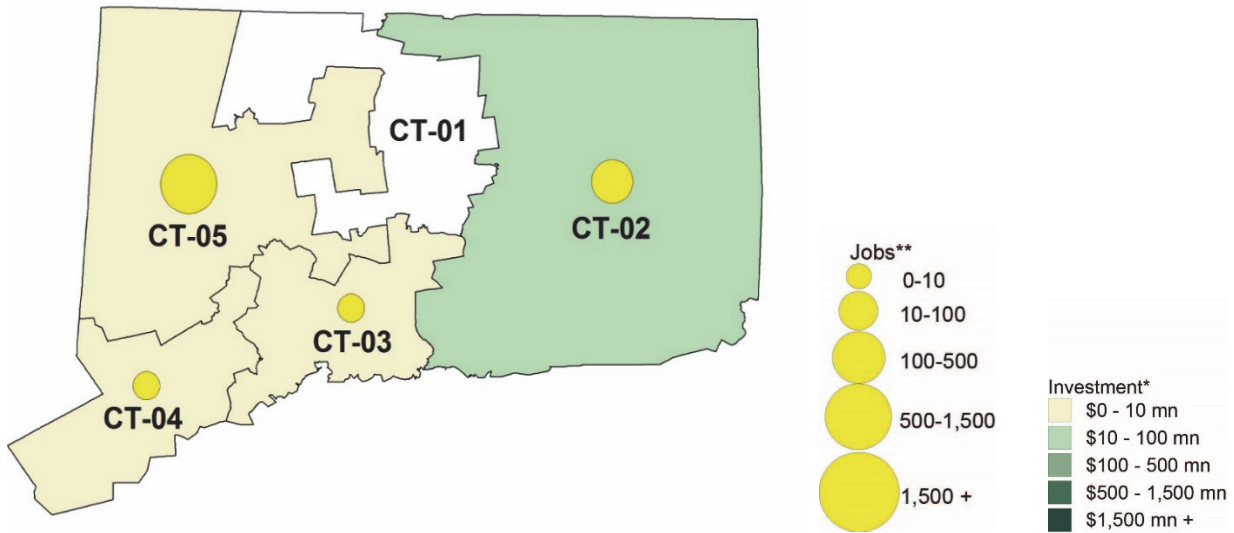 CT-01
CT-05
CT-02
CT-03
CT-04
Jobs**
0-10
10-100
100-500
500-1,500
1,500 +
Investment*
$0 - 10 mn
$10 - 100 mn
$100 - 500 mn
$500 - 1,500 mn
$1,500 mn +